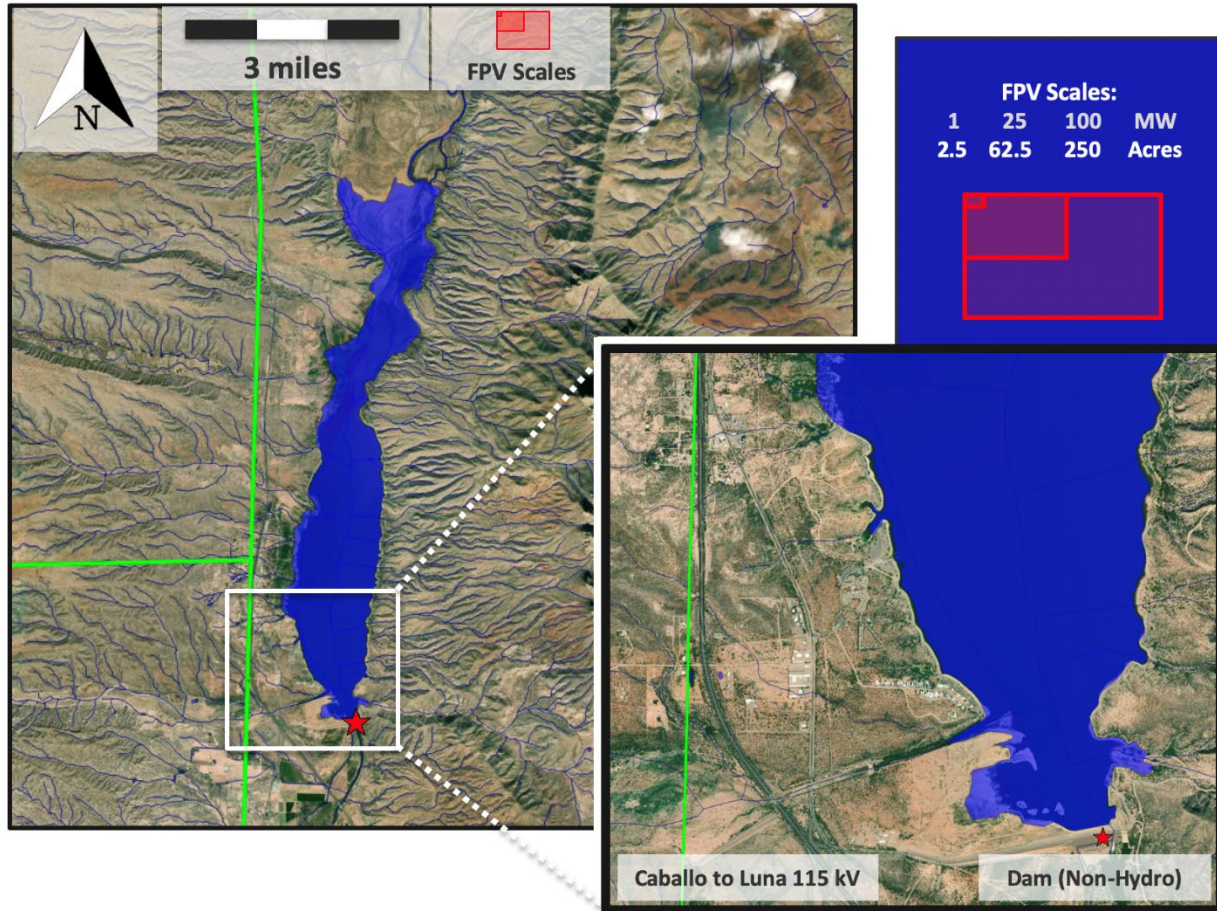 N
3 miles
FPV Scales
FPV Scales:
1 25 100 MW
2.5 62.5 250 Acres
Caballo to Luna 115 kV
Dam (Non-Hydro)